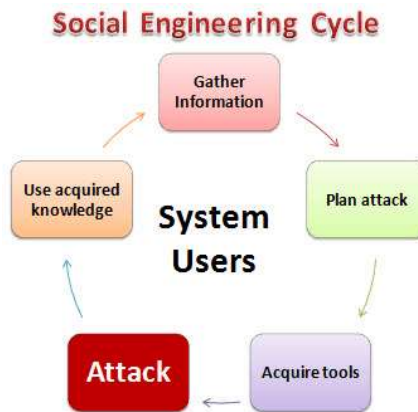 Social Engineering Cycle
Gather
Information
Plan attack
Acquire tools
Attack
Use acquired
knowledge
System
Users